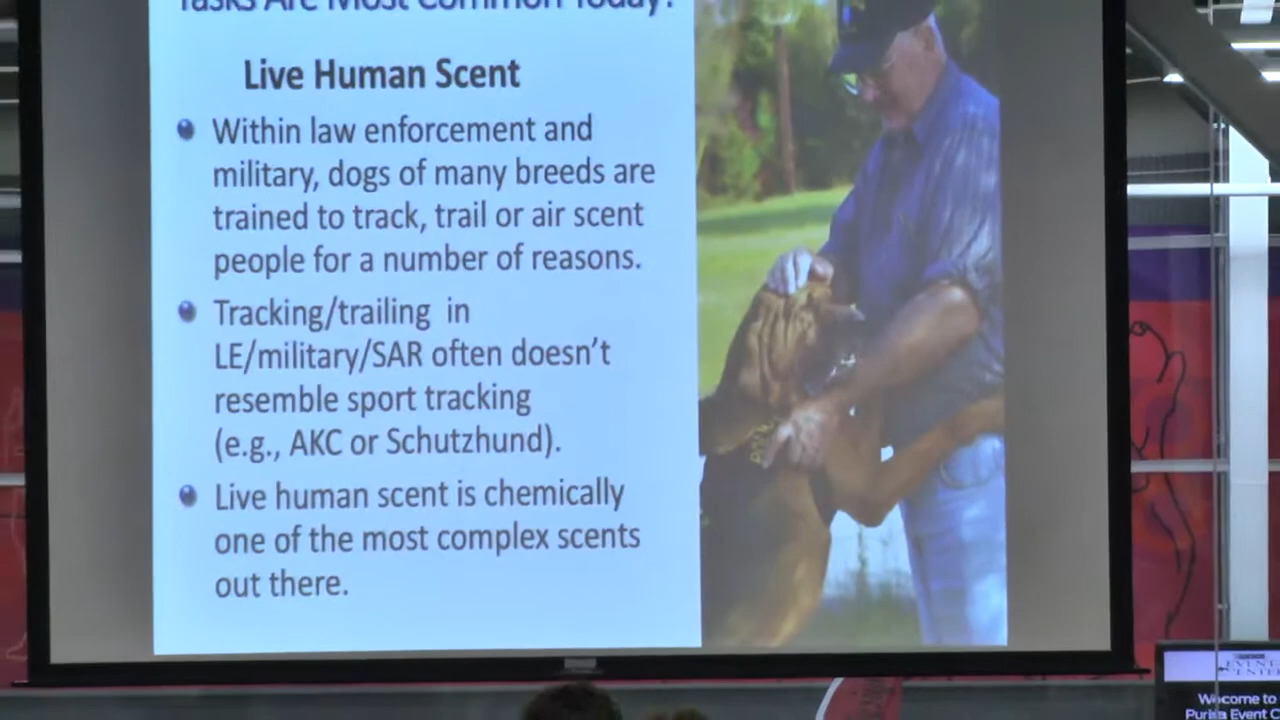 Tasks Are Most Common Today?
Live Human Scent
Within law enforcement and
military, dogs of many breeds are
trained to track, trail or air scent
people for a number of reasons.
Tracking/trailing in
LE/military/SAR often doesn't
resemble sport tracking
(e.g., AKC or Schutzhund).
Live human scent is chemically
one of the most complex scents
out there.
EVENT
CENTER
Welcome to
Purina Event C